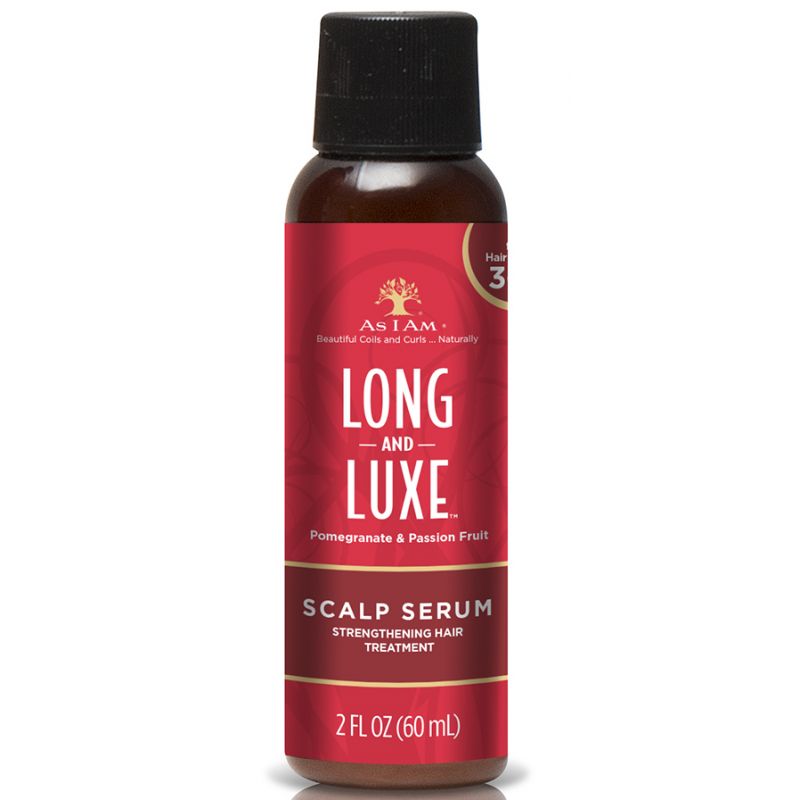 Hair
3
AS I AM®
Beautiful Coils and Curls ... Naturally
LONG
AND
LUXE™
Pomegranate & Passion Fruit
SCALP SERUM
STRENGTHENING HAIR
TREATMENT
2 FL OZ (60 mL)